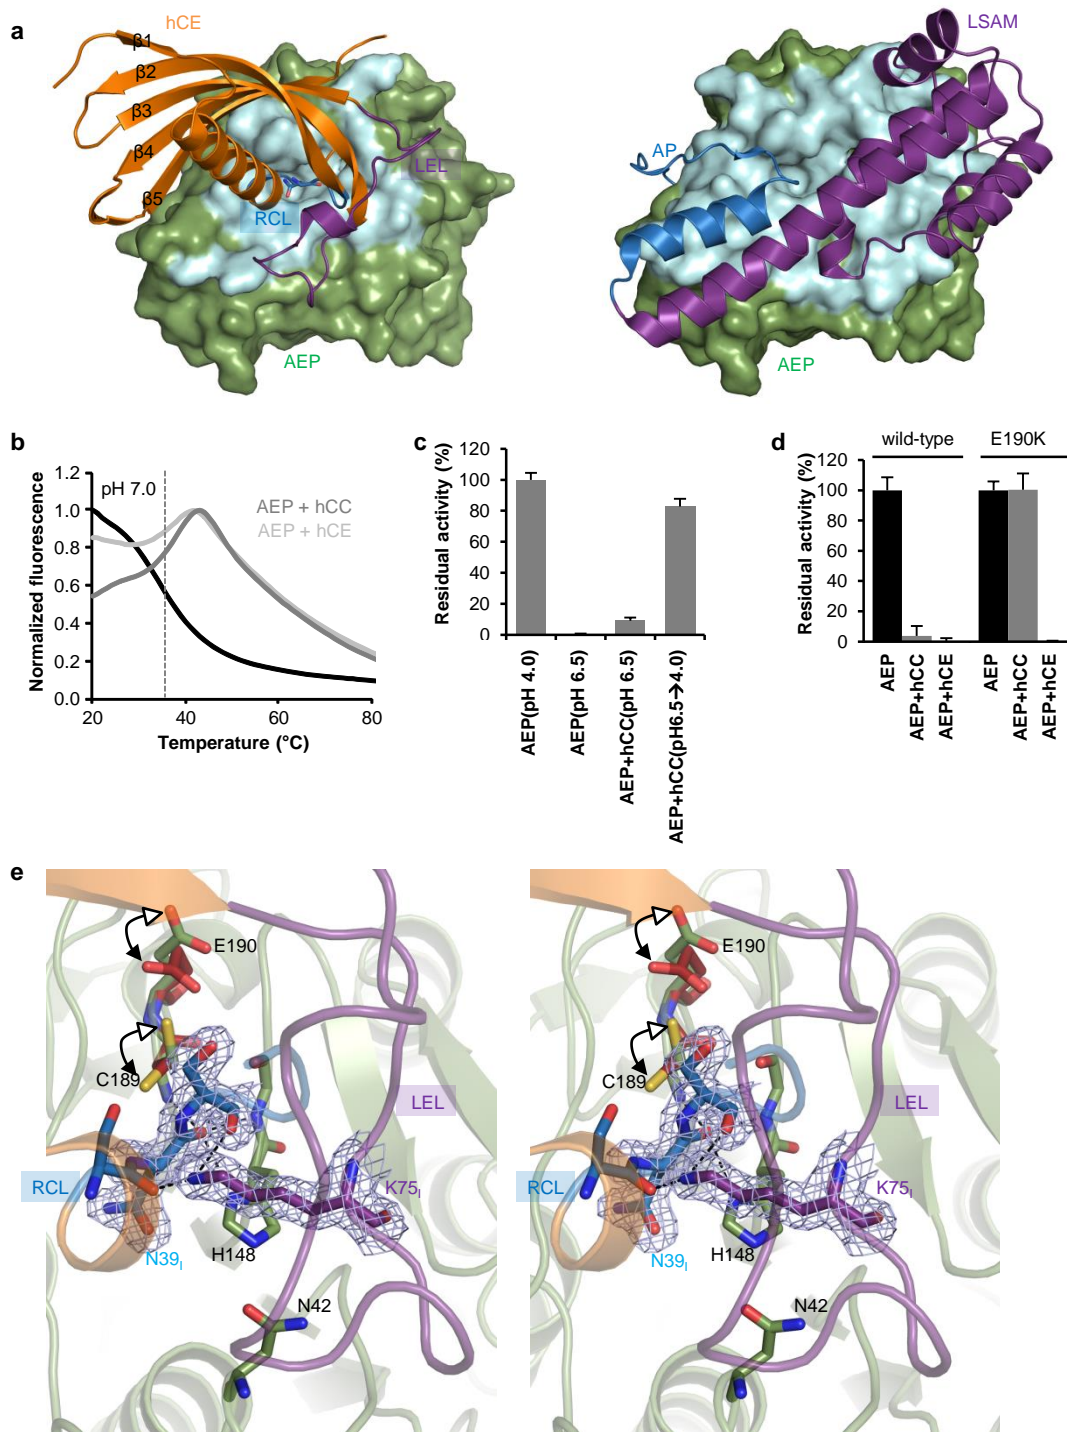 a
hCE
β1
β2
β3
β4
β5
RCL
LEL
AEP
LSAM
AP
AEP
b
pH 7.0
AEP + hCC
AEP + hCE
Normalized fluorescence
1.2
1.0
0.8
0.6
0.4
0.2
0.0
20
40
60
80
Temperature (°C)
c
Residual activity (%)
120
100
80
60
40
20
0
AEP(pH 4.0)
AEP(pH 6.5)
AEP+hCC(pH 6.5)
AEP+hCC(pH6.5→4.0)
d
wild-type
E190K
Residual activity (%)
120
100
80
60
40
20
0
AEP
AEP+hCC
AEP+hCE
AEP
AEP+hCC
AEP+hCE
e
E190
C189
LEL
RCL
K75I
N39I
H148
N42
E190
C189
LEL
RCL
K75I
N39I
H148
N42